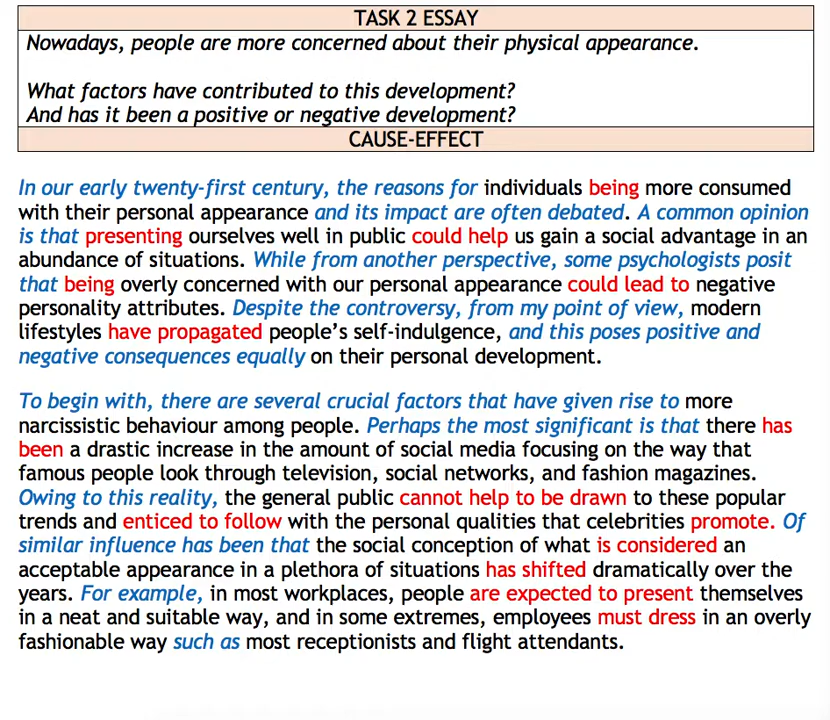 TASK 2 ESSAY
Nowadays, people are more concerned about their physical appearance.
What factors have contributed to this development?
And has it been a positive or negative development?
CAUSE-EFFECT
In our early twenty-first century, the reasons for individuals being more consumed
with their personal appearance and its impact are often debated. A common opinion
is that presenting ourselves well in public could help us gain a social advantage in an
abundance of situations. While from another perspective, some psychologists posit
that being overly concerned with our personal appearance could lead to negative
personality attributes. Despite the controversy, from my point of view, modern
lifestyles have propagated people’s self-indulgence, and this poses positive and
negative consequences equally on their personal development.
To begin with, there are several crucial factors that have given rise to more
narcissistic behaviour among people. Perhaps the most significant is that there has
been a drastic increase in the amount of social media focusing on the way that
famous people look through television, social networks, and fashion magazines.
Owing to this reality, the general public cannot help to be drawn to these popular
trends and enticed to follow with the personal qualities that celebrities promote. Of
similar influence has been that the social conception of what is considered an
acceptable appearance in a plethora of situations has shifted dramatically over the
years. For example, in most workplaces, people are expected to present themselves
in a neat and suitable way, and in some extremes, employees must dress in an overly
fashionable way such as most receptionists and flight attendants.